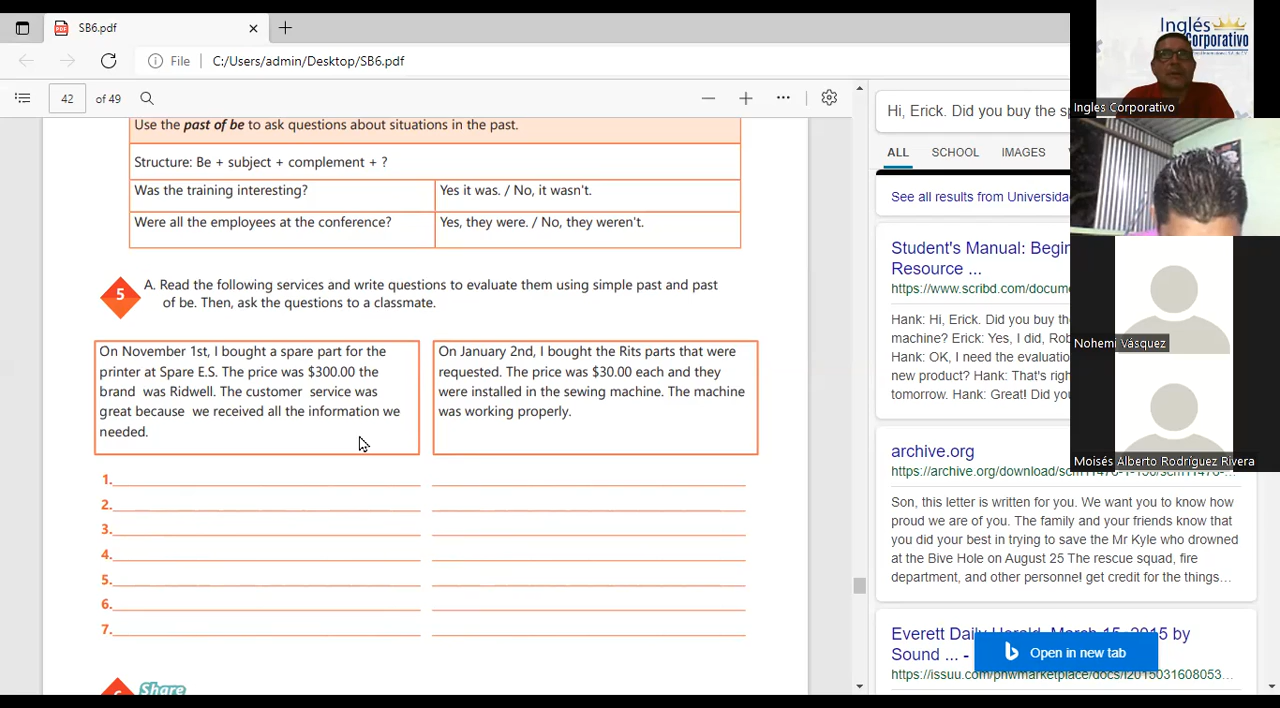 SB6.pdf
File C:/Users/admin/Desktop/SB6.pdf
42 of 49
Use the past of be to ask questions about situations in the past.
Structure: Be + subject + complement + ?
Was the training interesting? Yes it was. / No, it wasn't.
Were all the employees at the conference? Yes, they were. / No, they weren't.
5 A. Read the following services and write questions to evaluate them using simple past and past
of be. Then, ask the questions to a classmate.
On November 1st, I bought a spare part for the
printer at Spare E.S. The price was $300.00 the
brand was Ridwell. The customer service was
great because we received all the information we
needed.
On January 2nd, I bought the Rits parts that were
requested. The price was $30.00 each and they
were installed in the sewing machine. The machine
was working properly.
1.
2.
3.
4.
5.
6.
7.
Share
Hi, Erick. Did you buy the sp
ALL SCHOOL IMAGES
See all results from Universida
Student's Manual: Begi
Resource ...
https://www.scribd.com/docume
Hank: Hi, Erick. Did you buy the
machine? Erick: Yes, I did, Rob
Hank: OK, I need the evaluation
new product? Hank: That's righ
tomorrow. Hank: Great! Did you
archive.org
Son, this letter is written for you. We want you to know how
proud we are of you. The family and your friends know that
you did your best in trying to save the Mr Kyle who drowned
at the Bive Hole on August 25 The rescue squad, fire
department, and other personnel get credit for the things...
Everett Daily Herald, March 15, 2015 by
Sound ... -
Open in new tab
Inglés
Corporativo
Ingles Corporativo
Nohemi Vásquez
Moisés Alberto Rodríguez Rivera